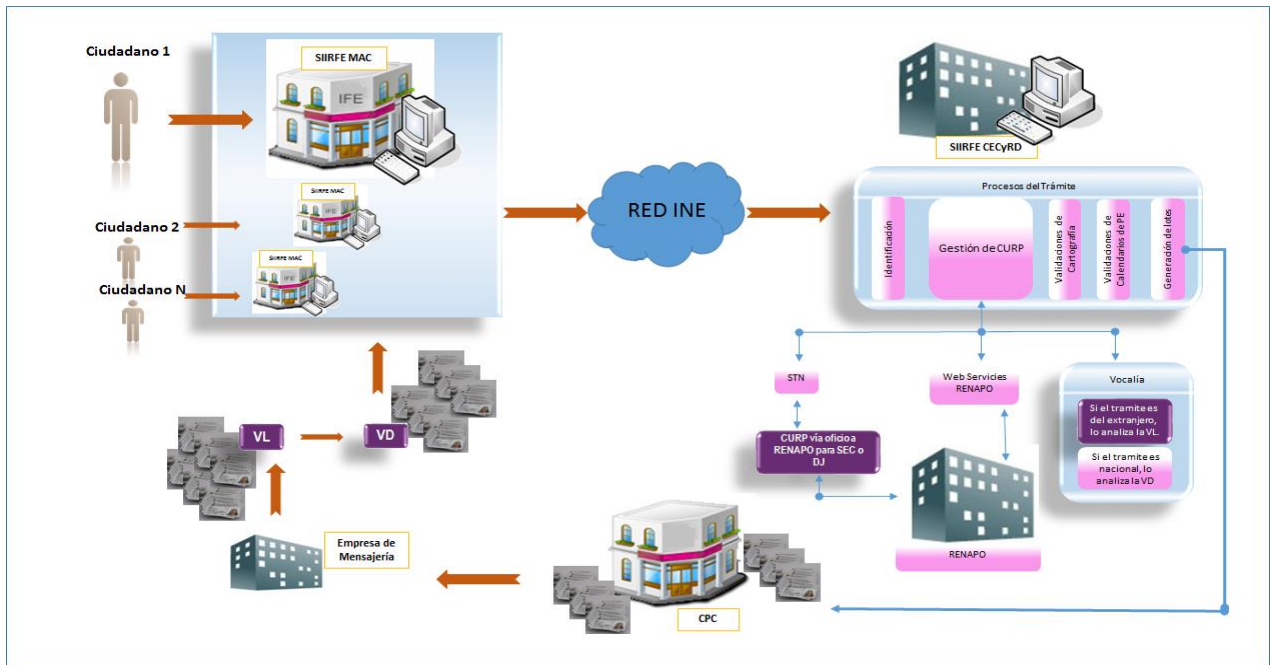 Ciudadano 1
SIIRFE MAC
IFE
Ciudadano 2
SIIRFE MAC
IFE
Ciudadano N
SIIRFE MAC
IFE
RED INE
SIIRFE CECyRD
Procesos del Trámite
Identificación
Gestión de CURP
Validaciones de
Cartografía
Validaciones de
Calendarios de PE
Generación de lotes
STN
Web Servicies
RENAPO
Vocalía
Si el tramite es
del extranjero,
lo analiza la VL.
Si el tramite es
nacional, lo
analiza la VD
CURP vía oficio a
RENAPO para SEC o
DJ
RENAPO
VL
VD
Empresa de
Mensajería
CPC